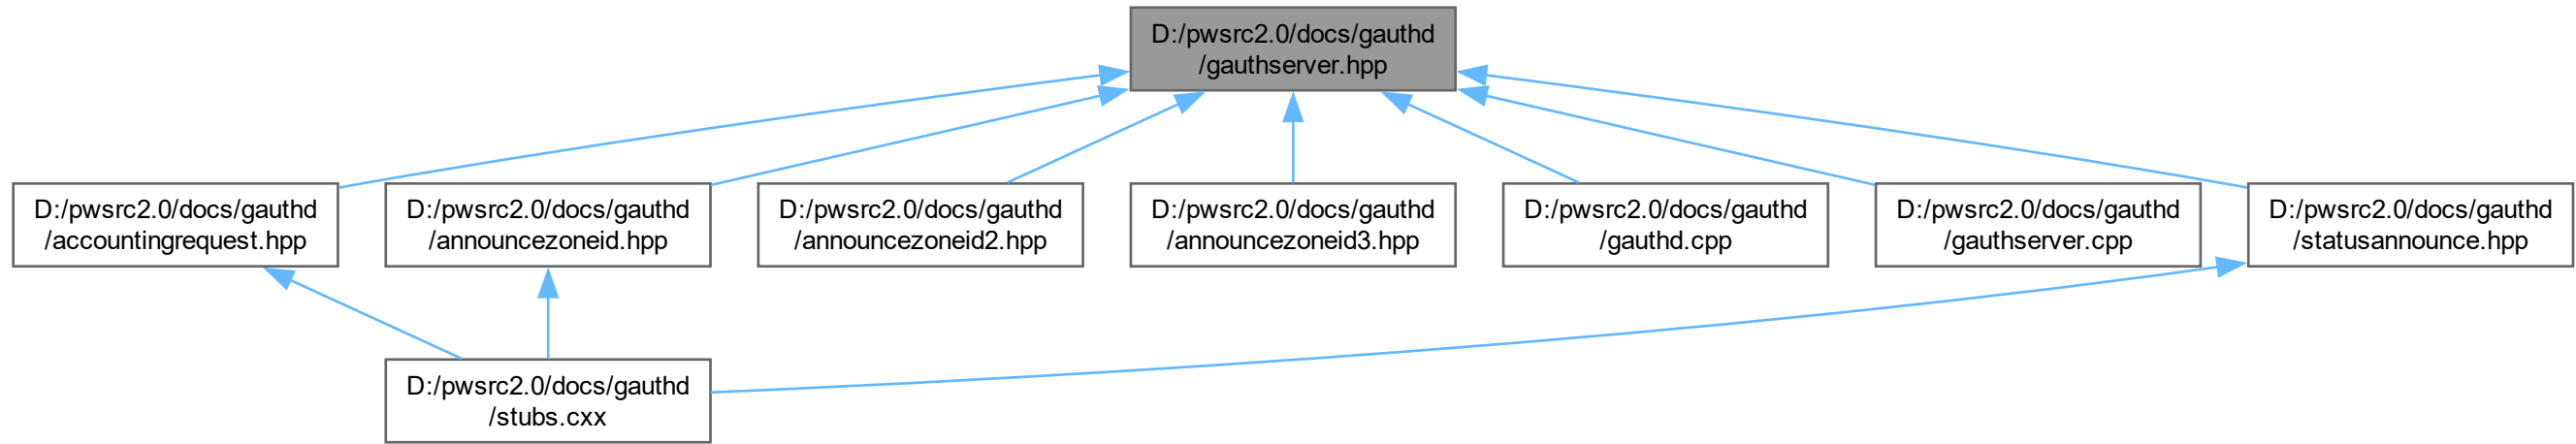 D:/pwsrc2.0/docs/gauthd
/gauthserver.hpp
D:/pwsrc2.0/docs/gauthd
/accountingrequest.hpp
D:/pwsrc2.0/docs/gauthd
/announcezoneid.hpp
D:/pwsrc2.0/docs/gauthd
/announcezoneid2.hpp
D:/pwsrc2.0/docs/gauthd
/announcezoneid3.hpp
D:/pwsrc2.0/docs/gauthd
/gauthd.cpp
D:/pwsrc2.0/docs/gauthd
/gauthserver.cpp
D:/pwsrc2.0/docs/gauthd
/statusannounce.hpp
D:/pwsrc2.0/docs/gauthd
/stubs.cxx